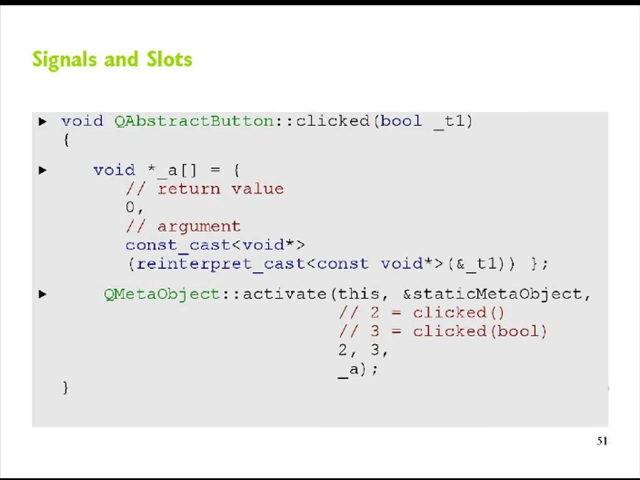 Signals and Slots
void QAbstractButton::clicked(bool _t1)
{
void *_a[] = {
// return value
0,
// argument
const_cast<void*>
(reinterpret_cast<const void*>(&_t1)) };
QMetaObject::activate(this, &staticMetaObject,
// 2 = clicked()
// 3 = clicked(bool)
2, 3,
_a);
}
51